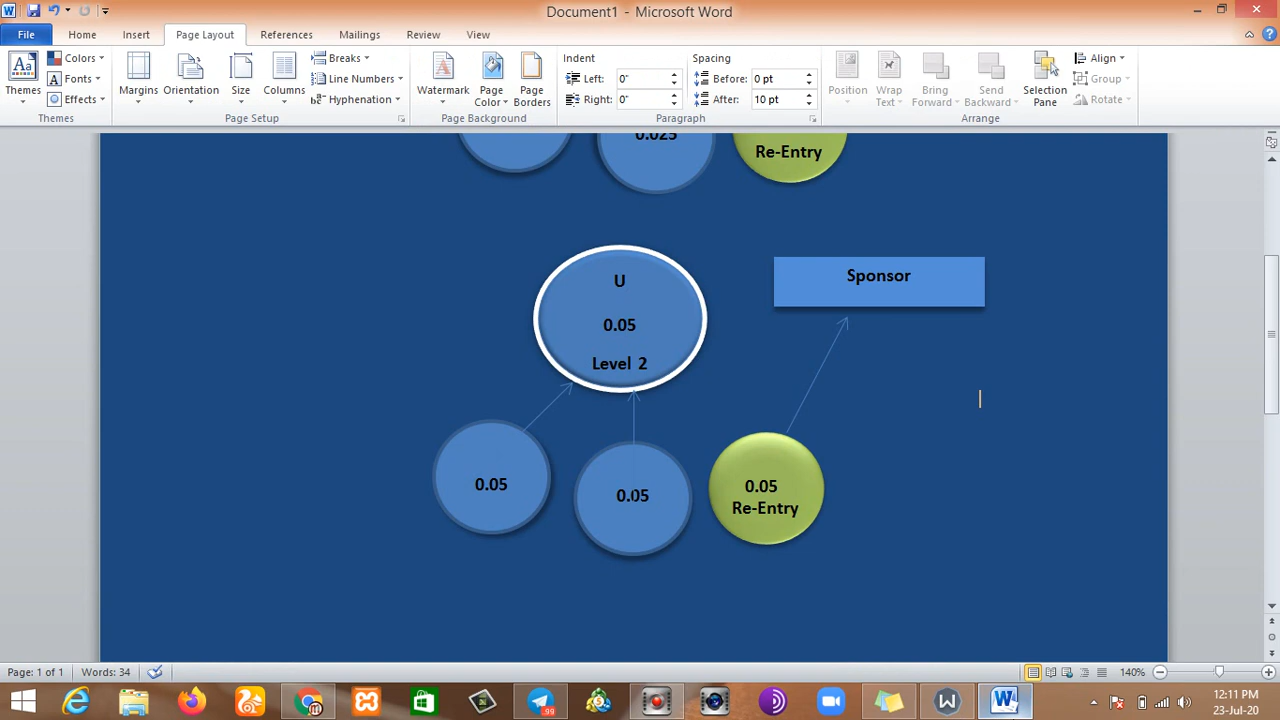 Document1 - Microsoft Word
File Home Insert Page Layout References Mailings Review View
Themes
Colors
Fonts
Effects
Themes
Margins Orientation Size Columns
Breaks
Line Numbers
Hyphenation
Page Setup
Watermark Page Color Page Borders
Page Background
Indent
Left: 0"
Right: 0"
Spacing
Before: 0 pt
After: 10 pt
Paragraph
Position Wrap Text Bring Forward Send Backward Selection Pane
Align
Group
Rotate
Arrange
0.025
Re-Entry
U
0.05
Level 2
Sponsor
0.05
0.05
0.05
Re-Entry
Page: 1 of 1 Words: 34 140%
99
12:11 PM
23-Jul-20